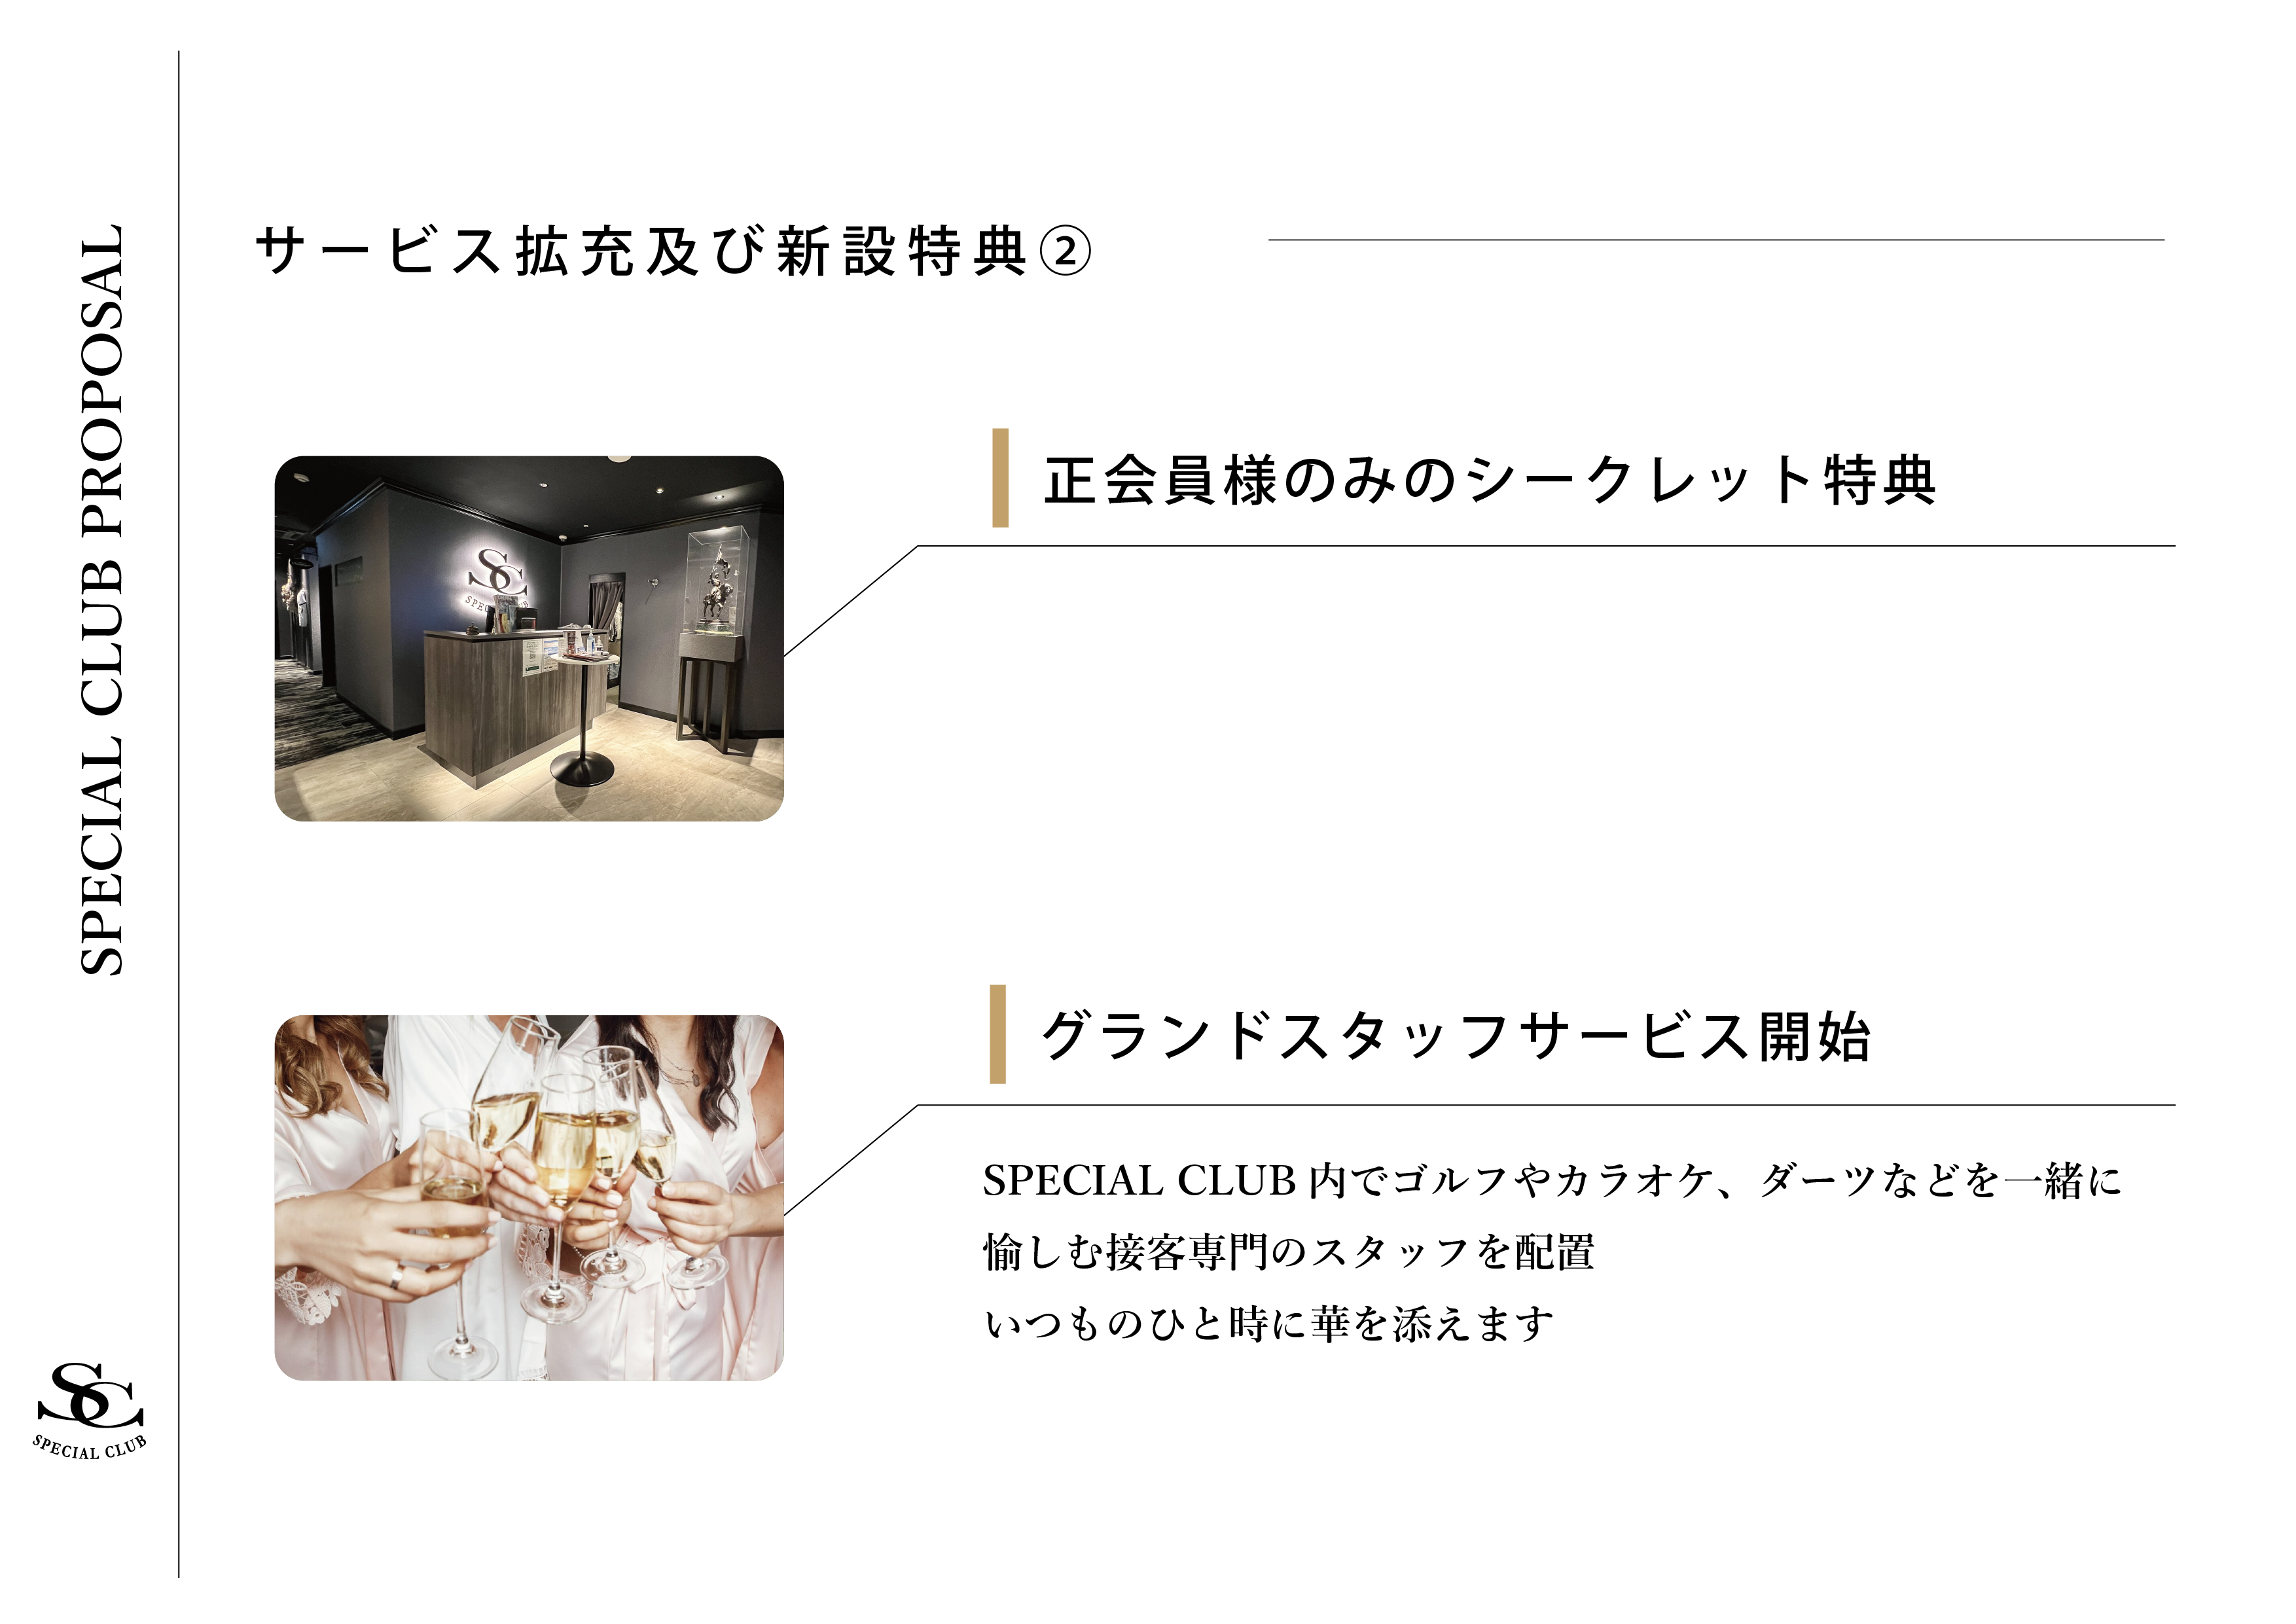 SPECIAL CLUB PROPOSAL
サービス拡充及び新設特典②
正会員様のみのシークレット特典
SC
グランドスタッフサービス開始
SPECIAL CLUB 内でゴルフやカラオケ、ダーツなどを一緒に
愉しむ接客専門のスタッフを配置
いつものひと時に華を添えます
SC
SPECIAL CLUB